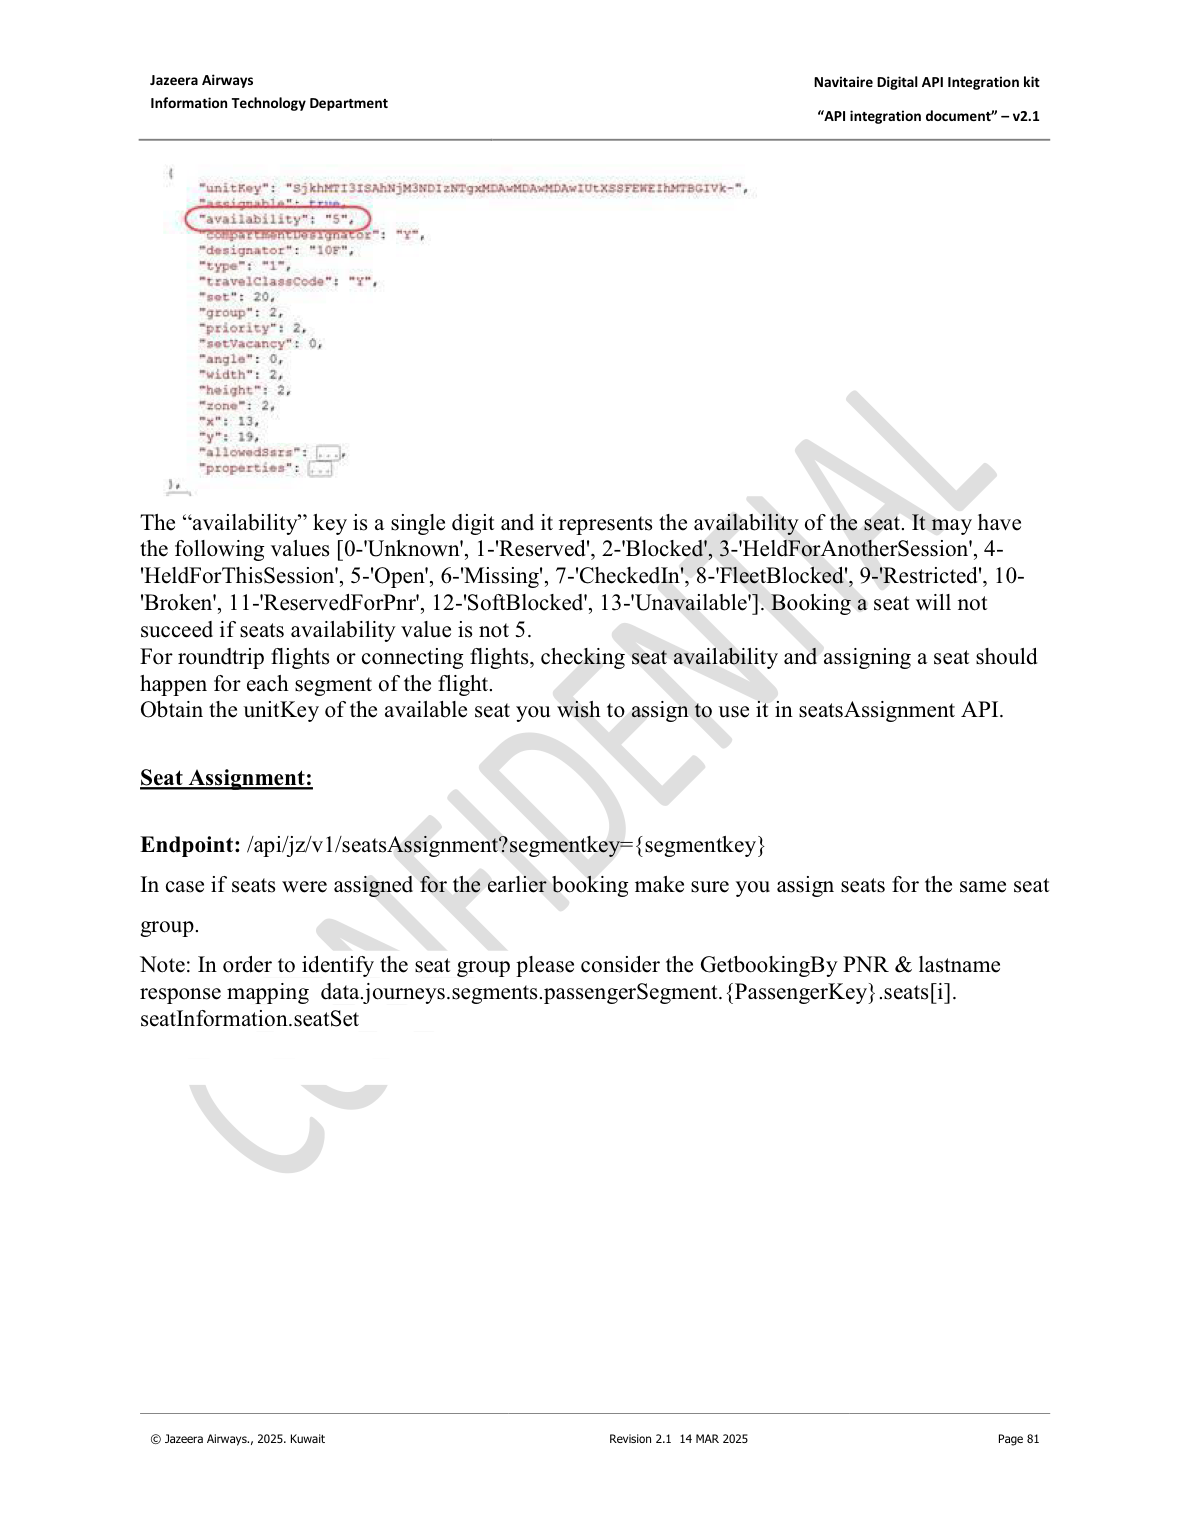 Jazeera Airways
Information Technology Department
Navitaire Digital API Integration kit
“API integration document” – v2.1
{
"assignable": true,
"availability": "5",
"compartmentDesignator": "Y",
"designator": "10F",
"type": "1",
"travelClassCode": "Y",
"set": 20,
"group": 2,
"priority": 2,
"setVacancy": 0,
"angle": 0,
"width": 2,
"height": 2,
"zone": 2,
"x": 13,
"y": 19,
"allowedSsrs": [...],
"properties": [...]
},
The “availability” key is a single digit and it represents the availability of the seat. It may have
the following values [0-'Unknown', 1-'Reserved', 2-'Blocked', 3-'HeldForAnotherSession', 4-
'HeldForThisSession', 5-'Open', 6-'Missing', 7-'CheckedIn', 8-'FleetBlocked', 9-'Restricted', 10-
'Broken', 11-'ReservedForPnr', 12-'SoftBlocked', 13-'Unavailable']. Booking a seat will not
succeed if seats availability value is not 5.
For roundtrip flights or connecting flights, checking seat availability and assigning a seat should
happen for each segment of the flight.
Obtain the unitKey of the available seat you wish to assign to use it in seatsAssignment API.
Seat Assignment:
Endpoint: /api/jz/v1/seatsAssignment?segmentkey={segmentkey}
In case if seats were assigned for the earlier booking make sure you assign seats for the same seat
group.
Note: In order to identify the seat group please consider the GetbookingBy PNR & lastname
response mapping data.journeys.segments.passengerSegment.{PassengerKey}.seats[i].
seatInformation.seatSet
CONFIDENTIAL
© Jazeera Airways., 2025. Kuwait
Revision 2.1 14 MAR 2025
Page 81